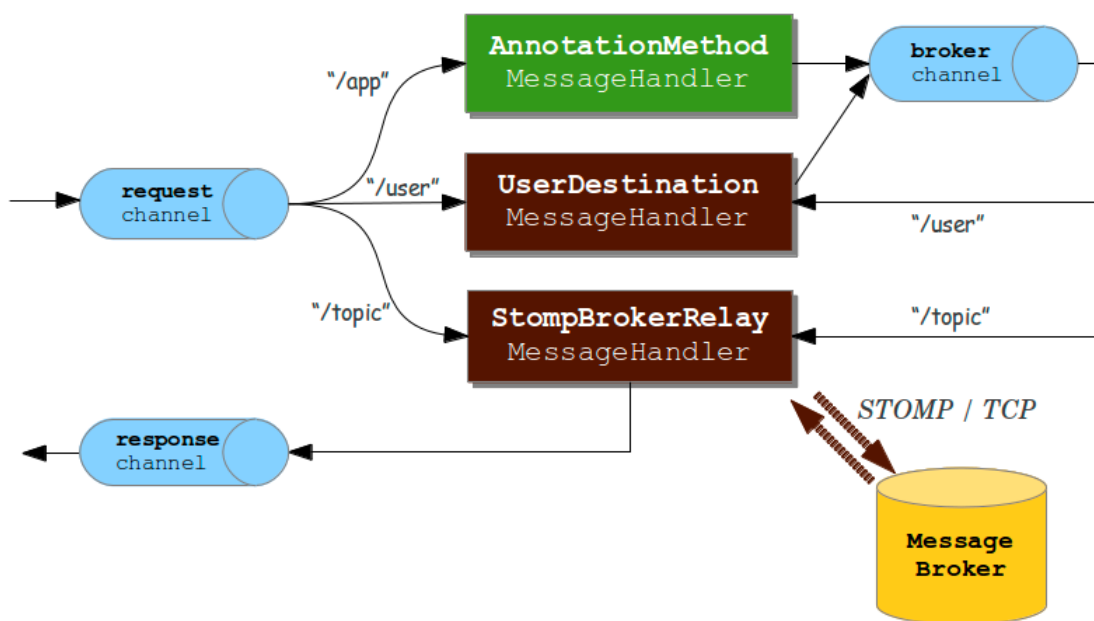 AnnotationMethod
MessageHandler
broker
channel
“/app”
request
channel
“/user”
UserDestination
MessageHandler
“/user”
“/topic”
StompBrokerRelay
MessageHandler
“/topic”
response
channel
STOMP / TCP
Message
Broker